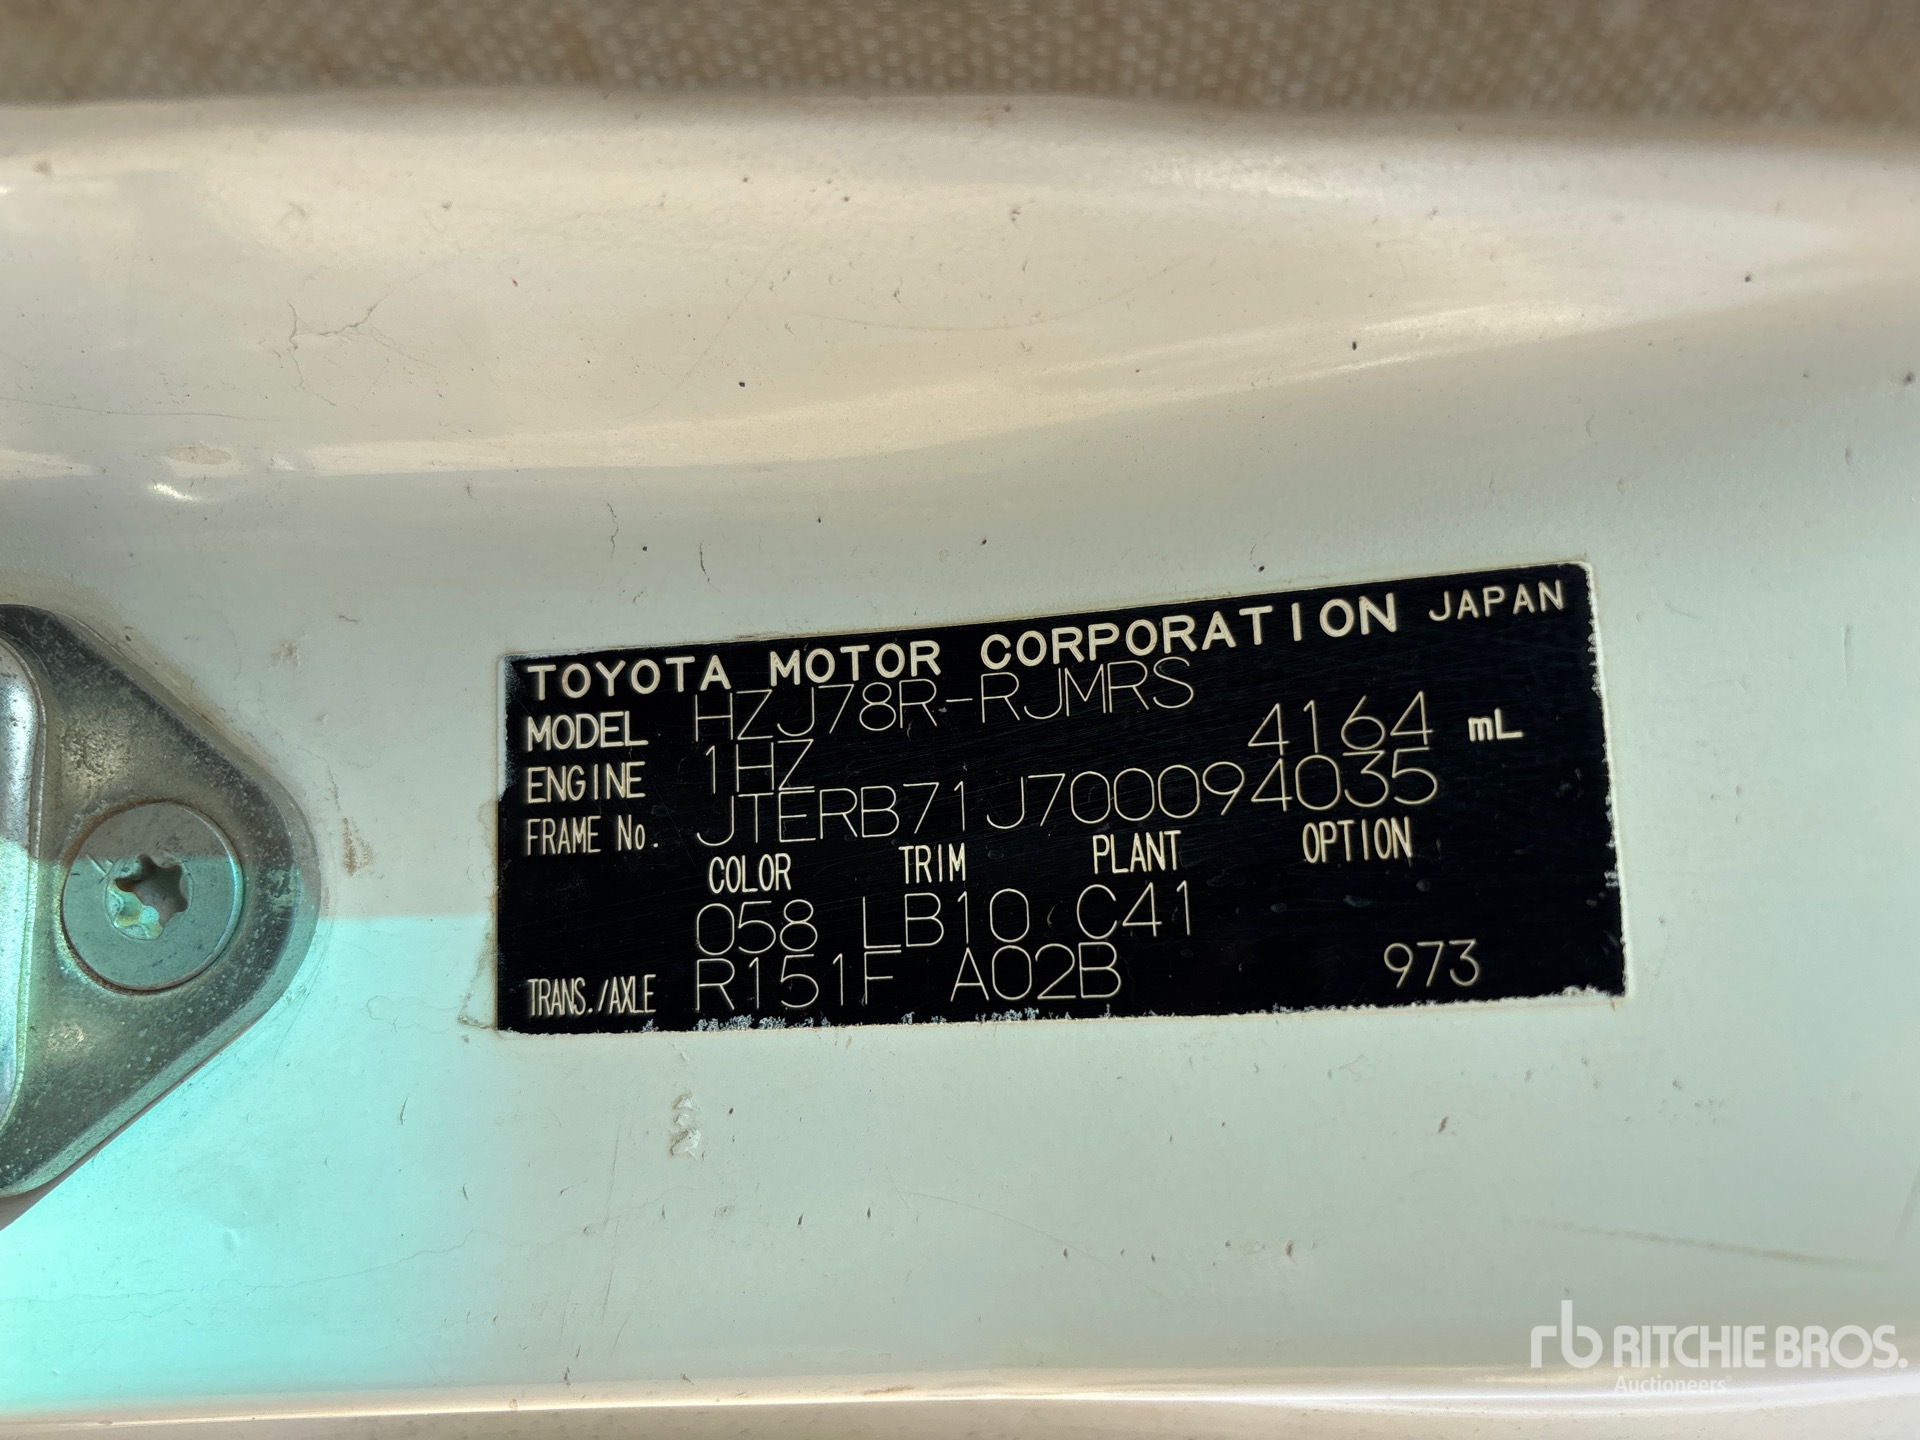 TOYOTA MOTOR CORPORATION JAPAN
MODEL HZJ78R-RJMRS
ENGINE 1HZ 4164 mL
FRAME No. JTERB71J700094035
COLOR TRIM PLANT OPTION
058 LB10 C41
TRANS./AXLE R151F A02B 973
rb RITCHIE BROS.
Auctioneers